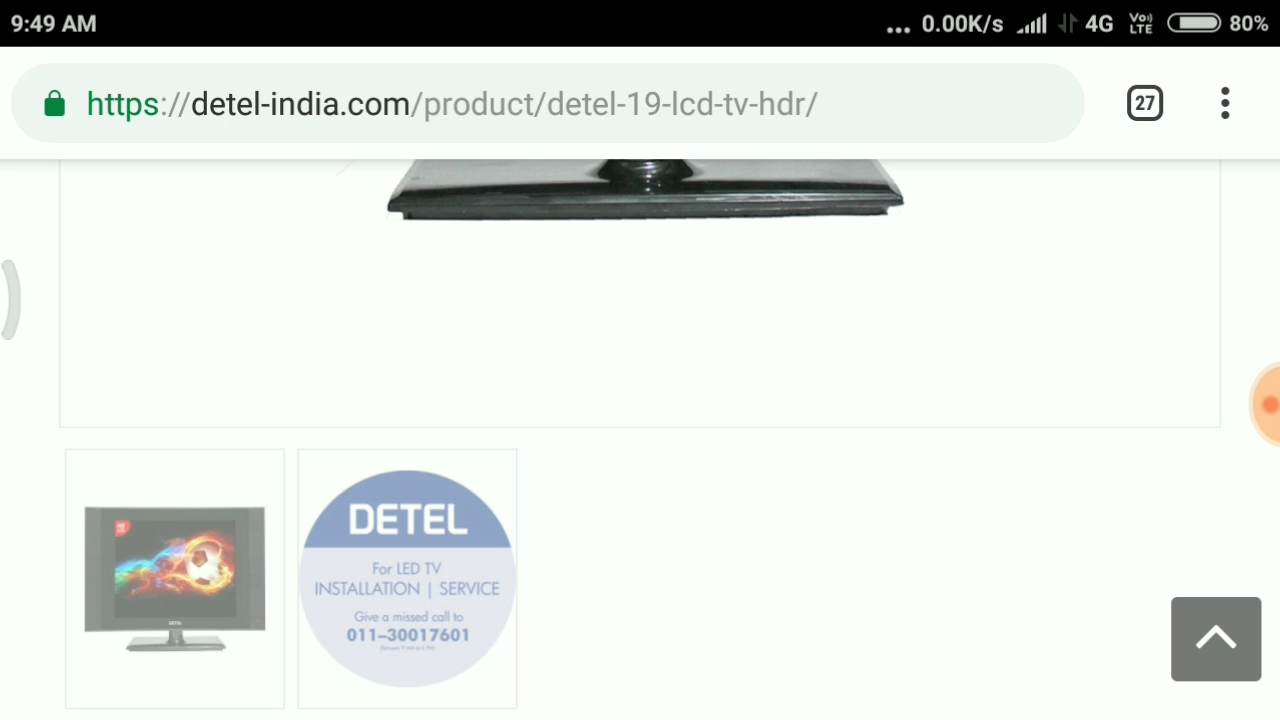 9:49 AM
... 0.00K/s 4G Vo)) LTE 80%
https://detel-india.com/product/detel-19-lcd-tv-hdr/
27
DETEL
DETEL
For LED TV
INSTALLATION | SERVICE
Give a missed call to
011-30017601